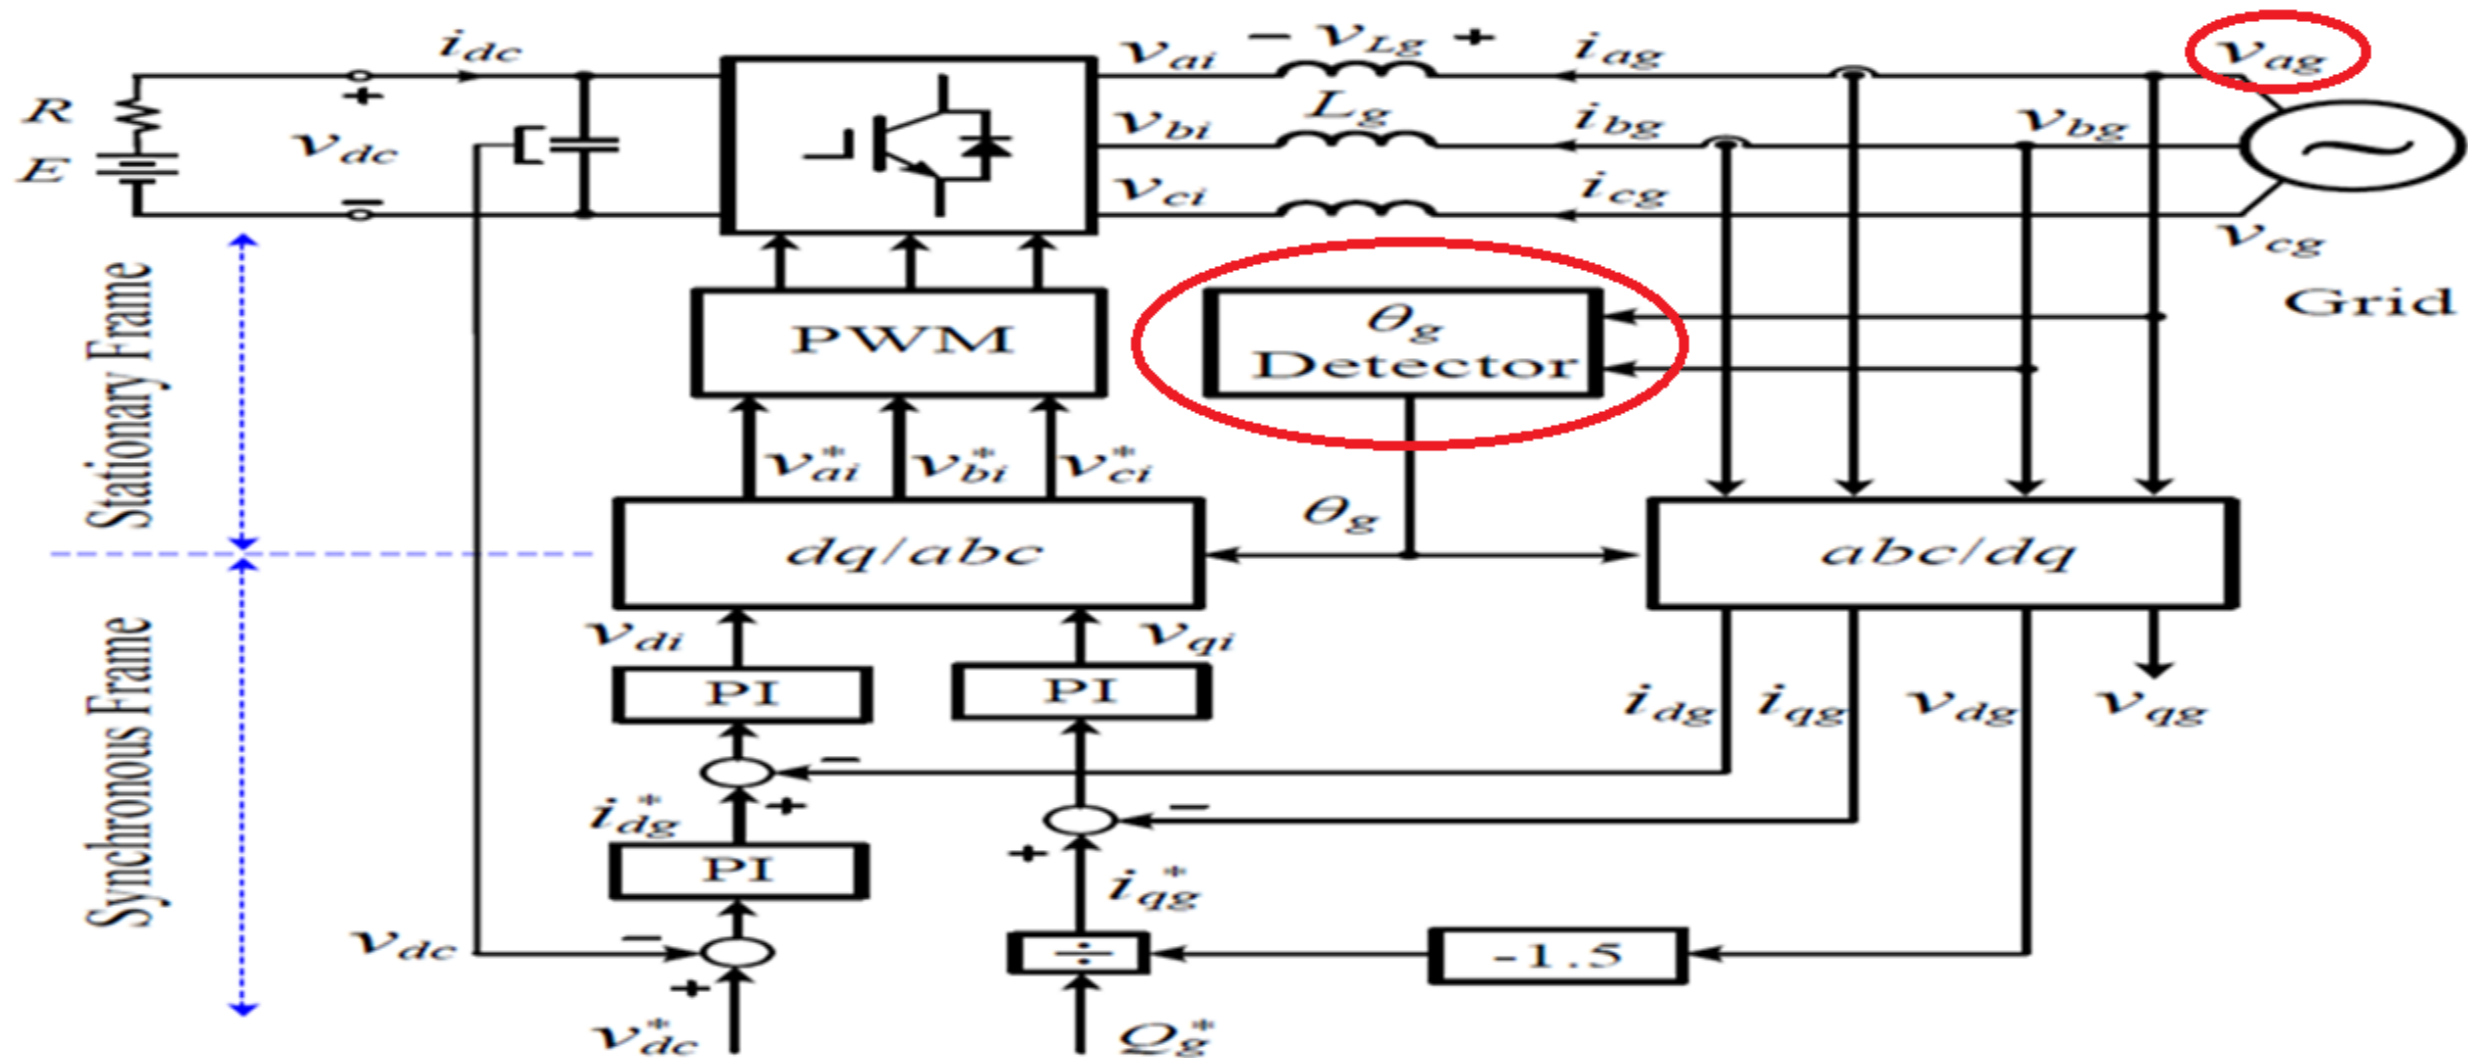 i_dc
v_ai
− v_Lg +
i_ag
v_ag
R
+
L_g
v_dc
v_bi
i_bg
v_bg
E
v_ci
i_cg
−
v_cg
Grid
θ_g
Detector
PWM
Stationary Frame
v*_ai
v*_bi
v*_ci
θ_g
dq/abc
abc/dq
v_di
v_qi
PI
PI
i_dg
i_qg
v_dg
v_qg
Synchronous Frame
−
+
−
i*_dg
+
PI
i*_qg
v_dc
−
÷
-1.5
+
v*_dc
Q*_g